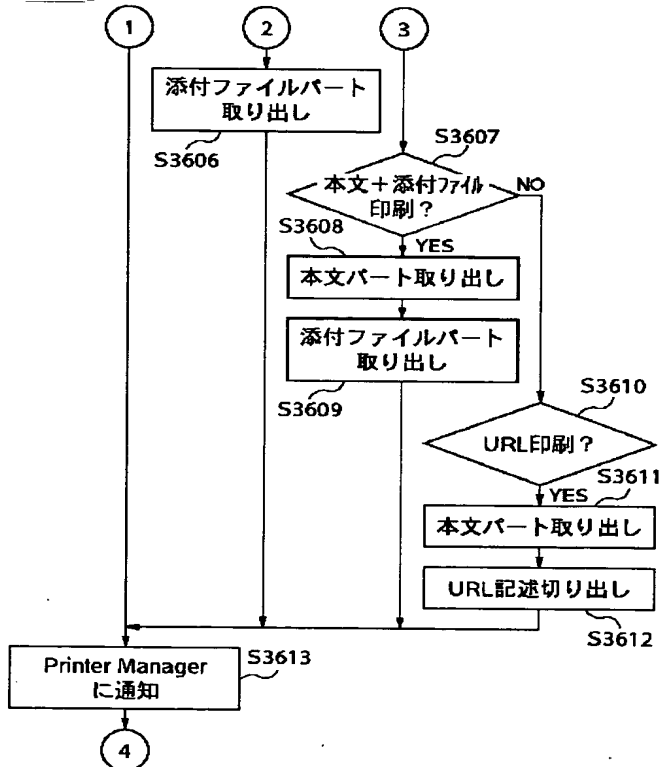 1
2
3
添付ファイルパート
取り出し
S3606
S3607
本文+添付ファイル
印刷?
NO
S3608
YES
本文パート取り出し
添付ファイルパート
取り出し
S3609
S3610
URL印刷?
S3611
YES
本文パート取り出し
URL記述切り出し
S3612
Printer Manager
に通知
S3613
4